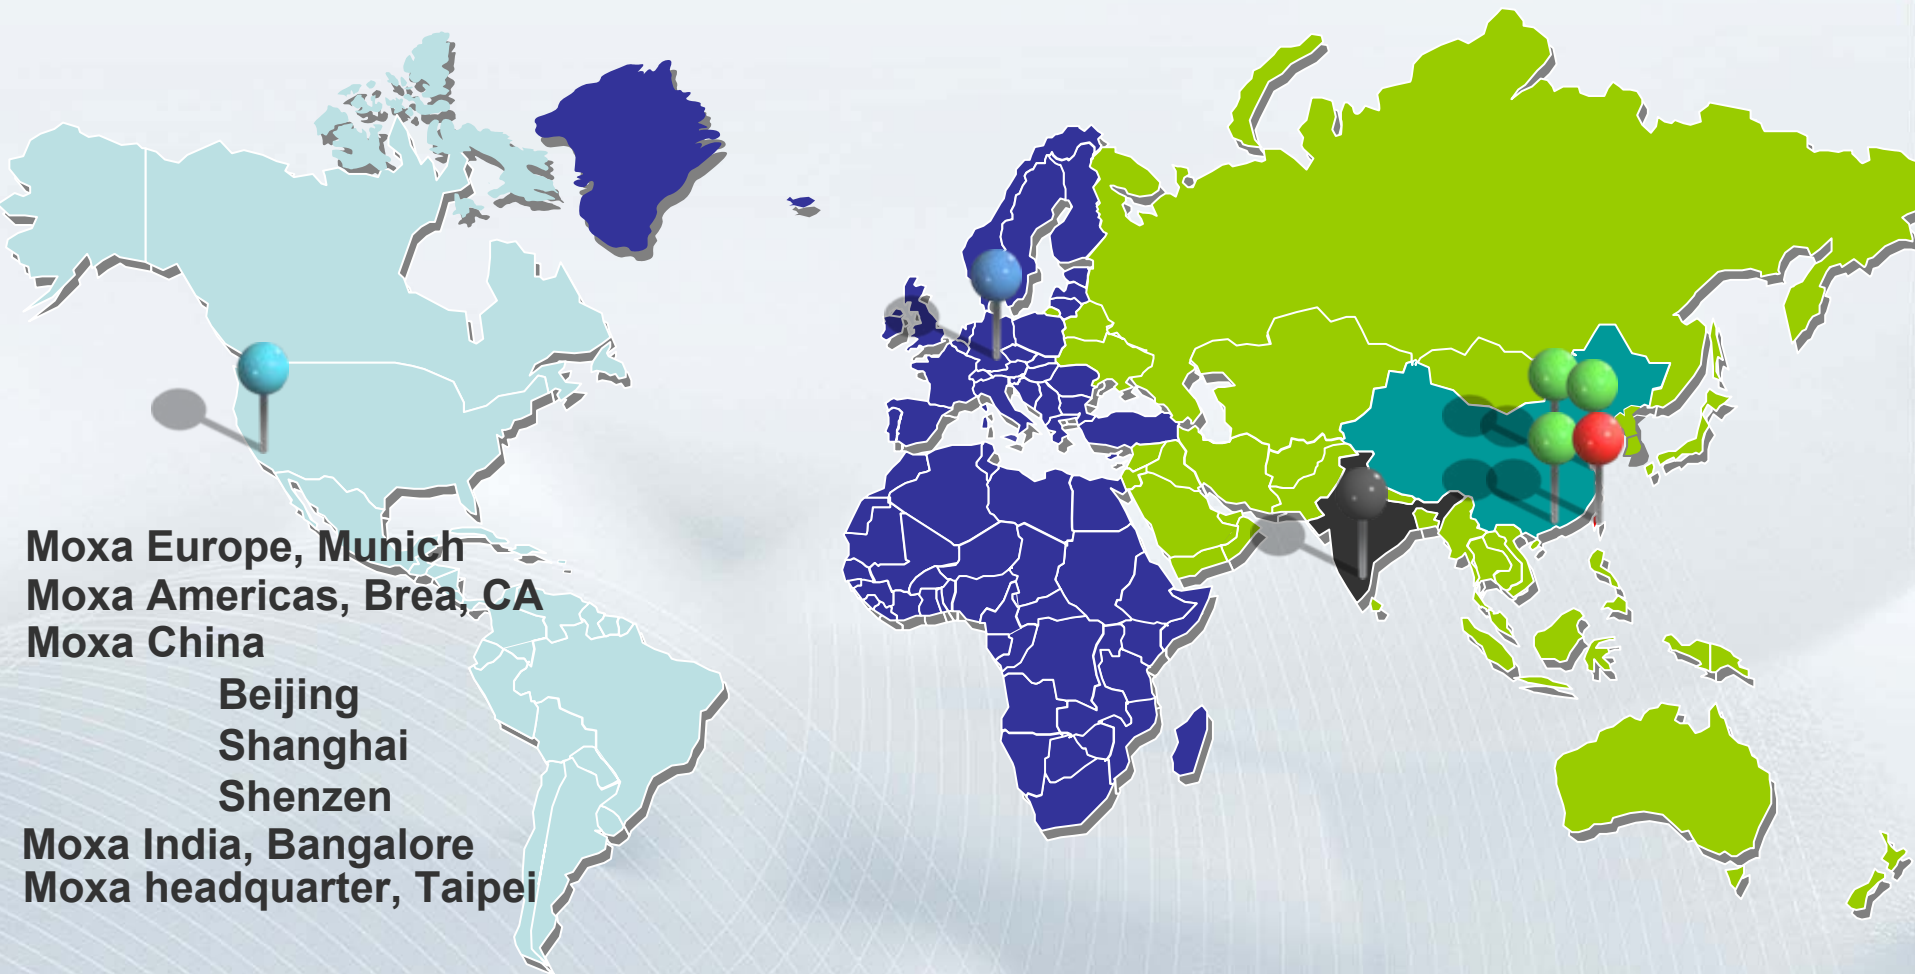 Moxa Europe, Munich
Moxa Americas, Brea, CA
Moxa China
Beijing
Shanghai
Shenzen
Moxa India, Bangalore
Moxa headquarter, Taipei